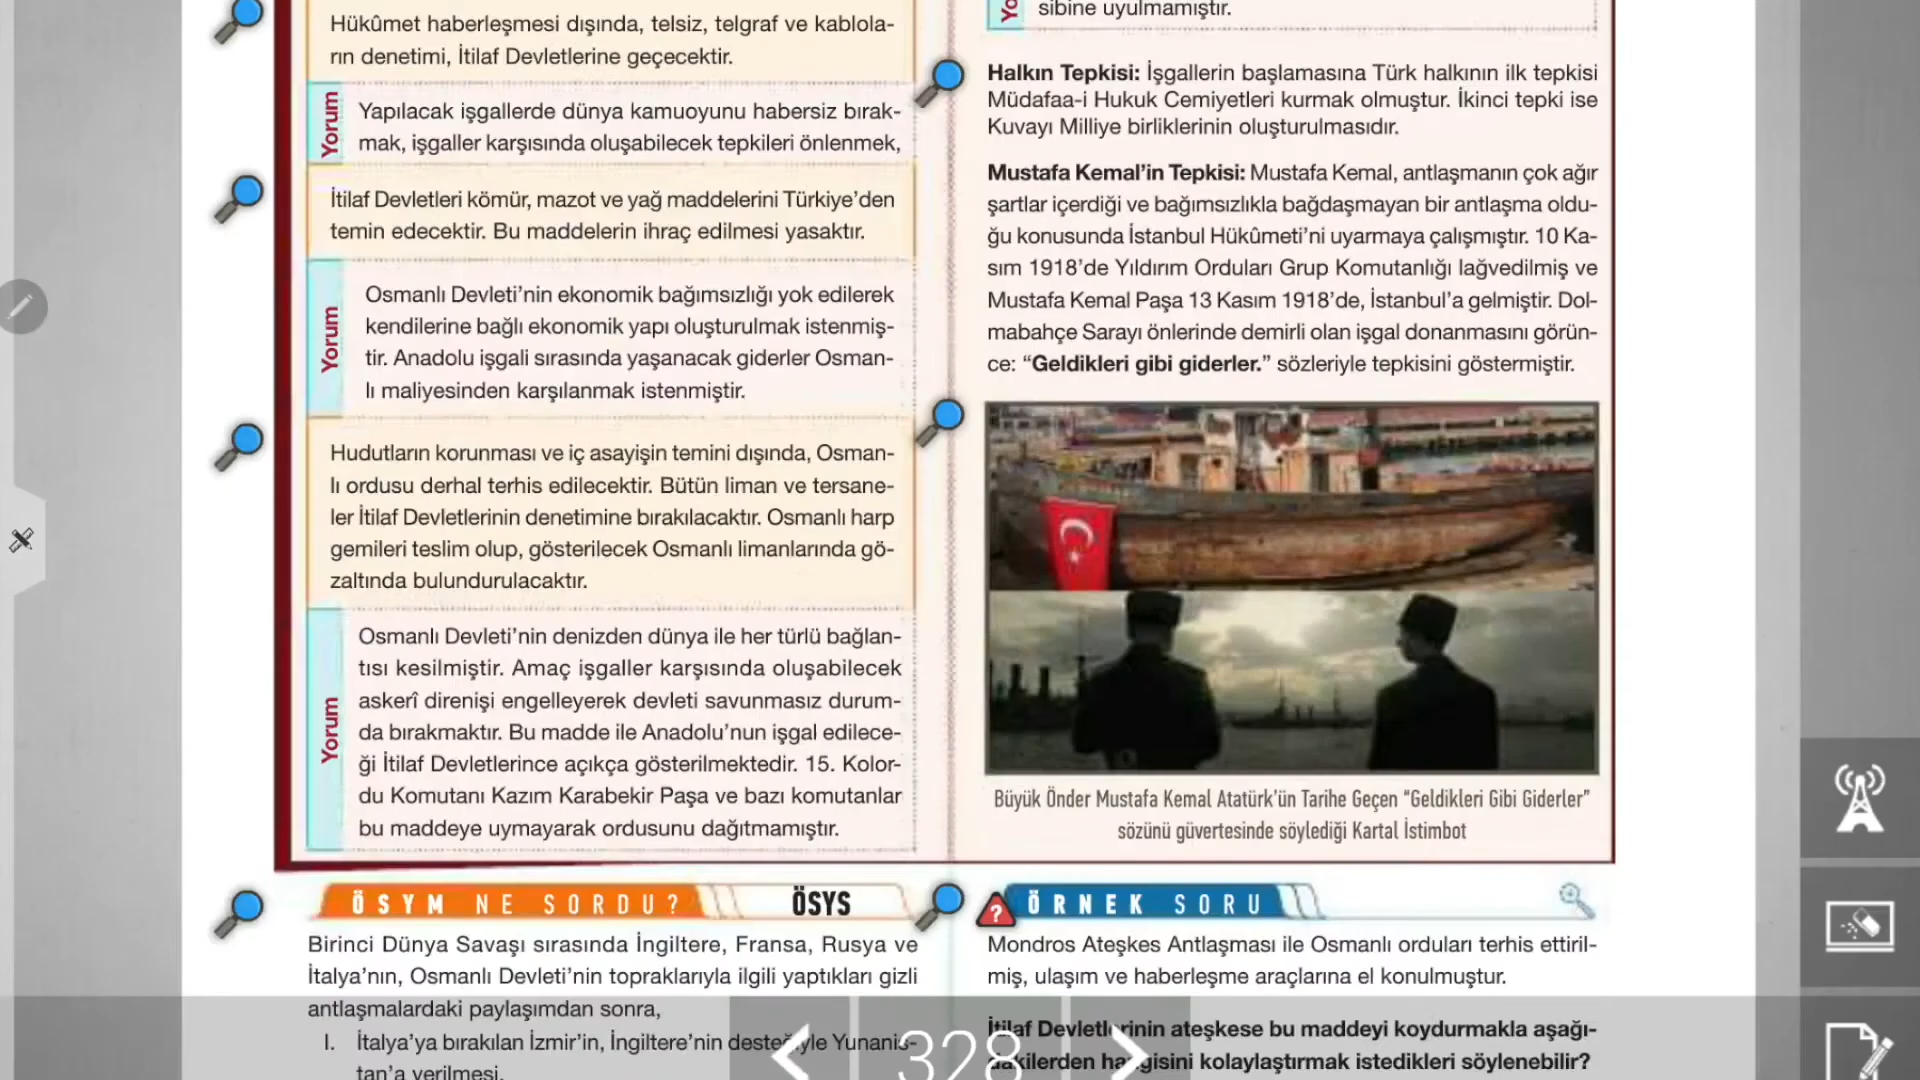 Hükûmet haberleşmesi dışında, telsiz, telgraf ve kablola-
rın denetimi, İtilaf Devletlerine geçecektir.
Yorum
Yapılacak işgallerde dünya kamuoyunu habersiz bırak-
mak, işgaller karşısında oluşabilecek tepkileri önlenmek,
İtilaf Devletleri kömür, mazot ve yağ maddelerini Türkiye’den
temin edecektir. Bu maddelerin ihraç edilmesi yasaktır.
Yorum
Osmanlı Devleti’nin ekonomik bağımsızlığı yok edilerek
kendilerine bağlı ekonomik yapı oluşturulmak istenmiş-
tir. Anadolu işgali sırasında yaşanacak giderler Osman-
lı maliyesinden karşılanmak istenmiştir.
Hudutların korunması ve iç asayişin temini dışında, Osman-
lı ordusu derhal terhis edilecektir. Bütün liman ve tersane-
ler İtilaf Devletlerinin denetimine bırakılacaktır. Osmanlı harp
gemileri teslim olup, gösterilecek Osmanlı limanlarında gö-
zaltında bulundurulacaktır.
Yorum
Osmanlı Devleti’nin denizden dünya ile her türlü bağlan-
tısı kesilmiştir. Amaç işgaller karşısında oluşabilecek
askerî direnişi engelleyerek devleti savunmasız durum-
da bırakmaktır. Bu madde ile Anadolu’nun işgal edilece-
ği İtilaf Devletlerince açıkça gösterilmektedir. 15. Kolor-
du Komutanı Kazım Karabekir Paşa ve bazı komutanlar
bu maddeye uymayarak ordusunu dağıtmamıştır.
ÖSYM NE SORDU? ÖSYS
Birinci Dünya Savaşı sırasında İngiltere, Fransa, Rusya ve
İtalya’nın, Osmanlı Devleti’nin topraklarıyla ilgili yaptıkları gizli
antlaşmalardaki paylaşımdan sonra,
I. İtalya’ya bırakılan İzmir’in, İngiltere’nin desteğiyle Yunanis-
tan’a verilmesi,
Yo
sibine uyulmamıştır.
Halkın Tepkisi: İşgallerin başlamasına Türk halkının ilk tepkisi
Müdafaa-i Hukuk Cemiyetleri kurmak olmuştur. İkinci tepki ise
Kuvayı Milliye birliklerinin oluşturulmasıdır.
Mustafa Kemal’in Tepkisi: Mustafa Kemal, antlaşmanın çok ağır
şartlar içerdiği ve bağımsızlıkla bağdaşmayan bir antlaşma oldu-
ğu konusunda İstanbul Hükûmeti’ni uyarmaya çalışmıştır. 10 Ka-
sım 1918’de Yıldırım Orduları Grup Komutanlığı lağvedilmiş ve
Mustafa Kemal Paşa 13 Kasım 1918’de, İstanbul’a gelmiştir. Dol-
mabahçe Sarayı önlerinde demirli olan işgal donanmasını görün-
ce: “Geldikleri gibi giderler.” sözleriyle tepkisini göstermiştir.
Büyük Önder Mustafa Kemal Atatürk’ün Tarihe Geçen “Geldikleri Gibi Giderler”
sözünü güvertesinde söylediği Kartal İstimbot
? ÖRNEK SORU
Mondros Ateşkes Antlaşması ile Osmanlı orduları terhis ettiril-
miş, ulaşım ve haberleşme araçlarına el konulmuştur.
İtilaf Devletlerinin ateşkese bu maddeyi koydurmakla aşağı-
dakilerden hangisini kolaylaştırmak istedikleri söylenebilir?
328